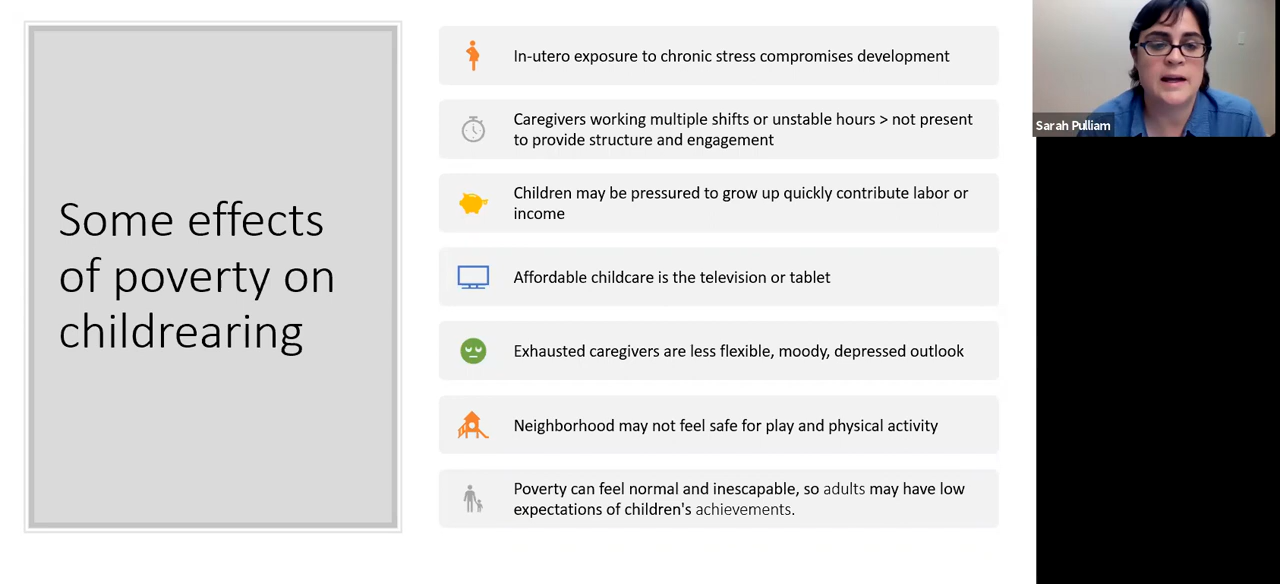 Some effects
of poverty on
childrearing
In-utero exposure to chronic stress compromises development
Caregivers working multiple shifts or unstable hours > not present
to provide structure and engagement
Children may be pressured to grow up quickly contribute labor or
income
Affordable childcare is the television or tablet
Exhausted caregivers are less flexible, moody, depressed outlook
Neighborhood may not feel safe for play and physical activity
Poverty can feel normal and inescapable, so adults may have low
expectations of children's achievements.
Sarah Pulliam